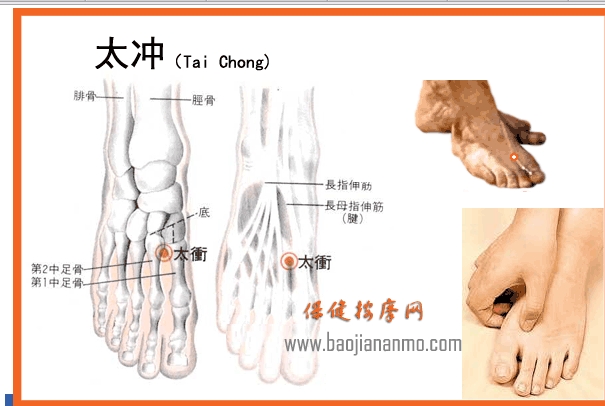 太冲 (Tai Chong)
腓骨
脛骨
底
太衝
第2中足骨
第1中足骨
長指伸筋
長母指伸筋
(腱)
太衝
保健按摩网
www.baojiananmo.com